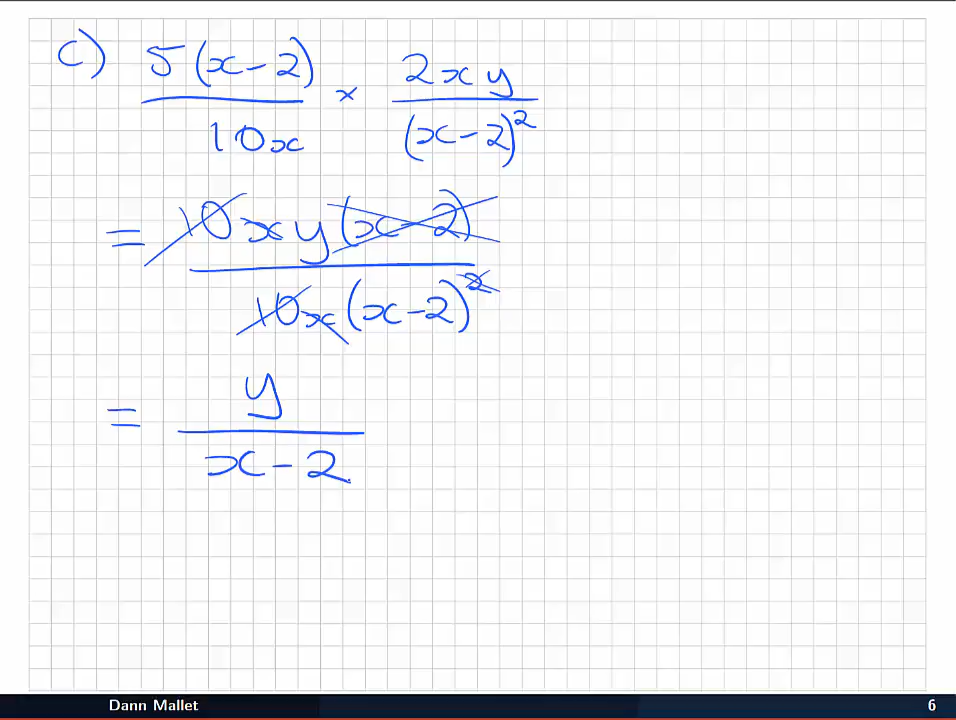 c) 5(x-2)/10x × 2xy/(x-2)²
= 10xy(x-2)/10x(x-2)²
= y/x-2
Dann Mallet 6